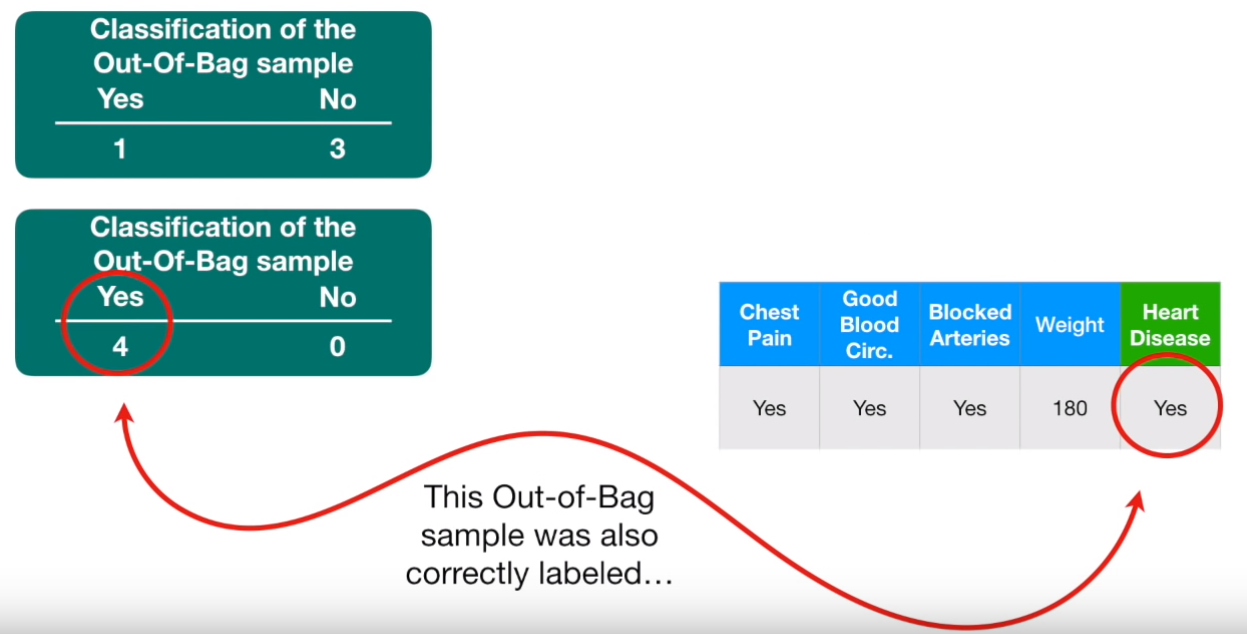 Classification of the
Out-Of-Bag sample
Yes No
1 3
Classification of the
Out-Of-Bag sample
Yes No
4 0
Chest Pain Good Blood Circ. Blocked Arteries Weight Heart Disease
Yes Yes Yes 180 Yes
This Out-of-Bag
sample was also
correctly labeled…